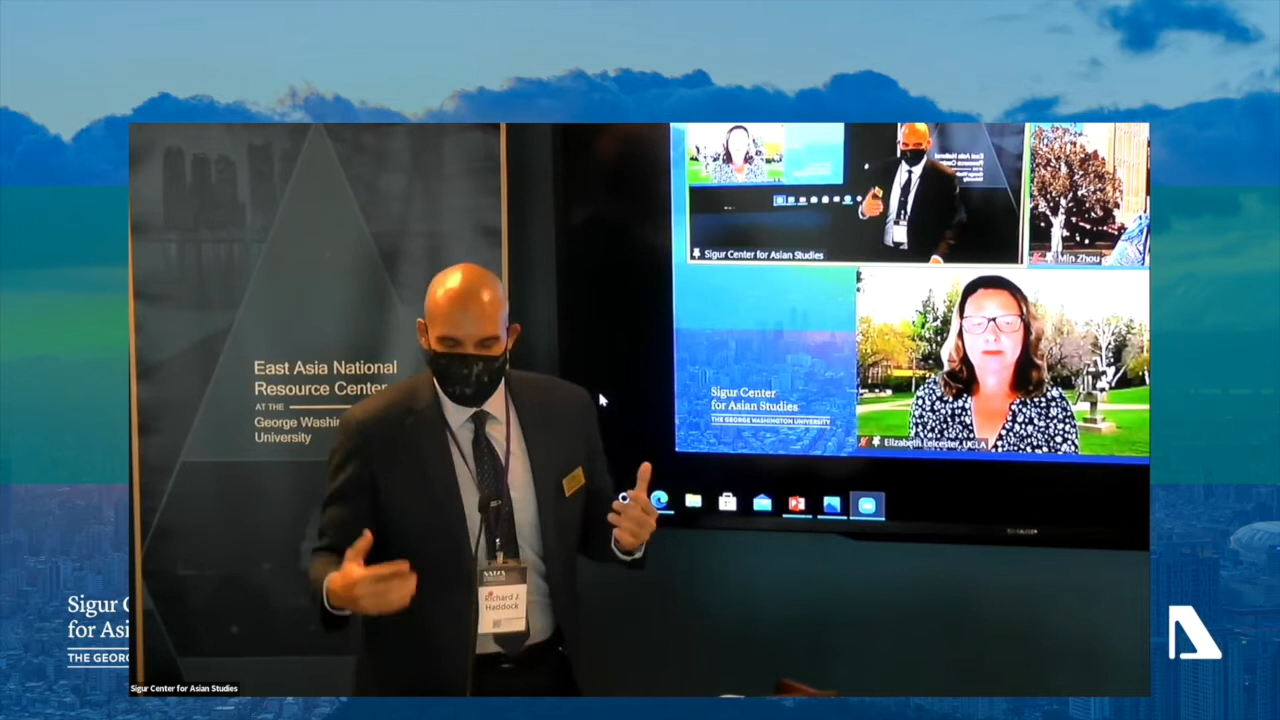 East Asia National
Resource Center
AT THE
George Washin
University
Sigur Center for Asian Studies
Min Zhou
Sigur Center
for Asian Studies
THE GEORGE WASHINGTON UNIVERSITY
Elizabeth Leicester, UCLA
SHARP
Richard J.
Haddock
Sigur C
for Asi
THE GEORG
Sigur Center for Asian Studies